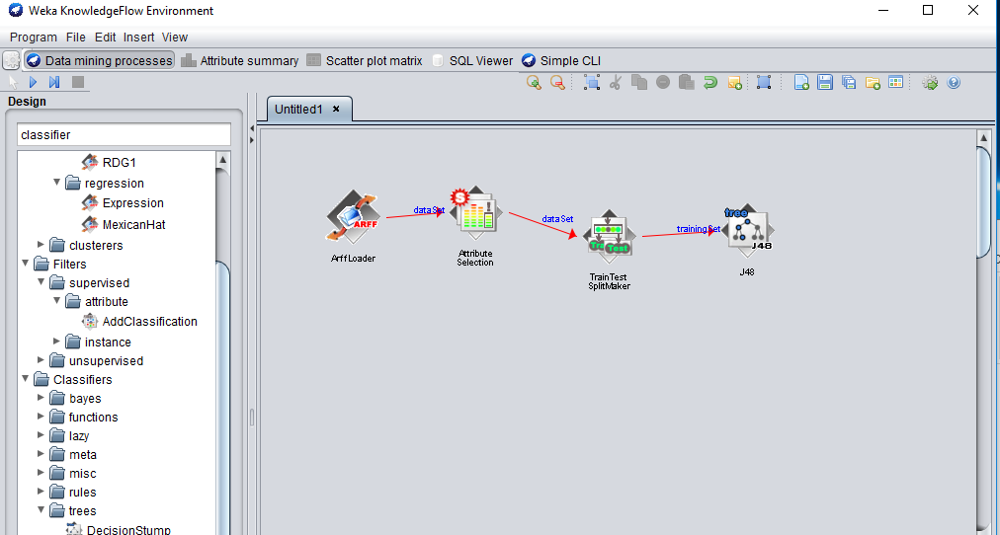 Weka KnowledgeFlow Environment
Program File Edit Insert View
Data mining processes Attribute summary Scatter plot matrix SQL Viewer Simple CLI
Design
Untitled1
classifier
RDG1
regression
Expression
MexicanHat
clusterers
Filters
supervised
attribute
AddClassification
instance
unsupervised
Classifiers
bayes
functions
lazy
meta
misc
rules
trees
DecisionStump
ARFF
ArffLoader
dataSet
S
Attribute
Selection
dataSet
Tra
Test
TrainTest
SplitMaker
trainingSet
tree
J48
J48